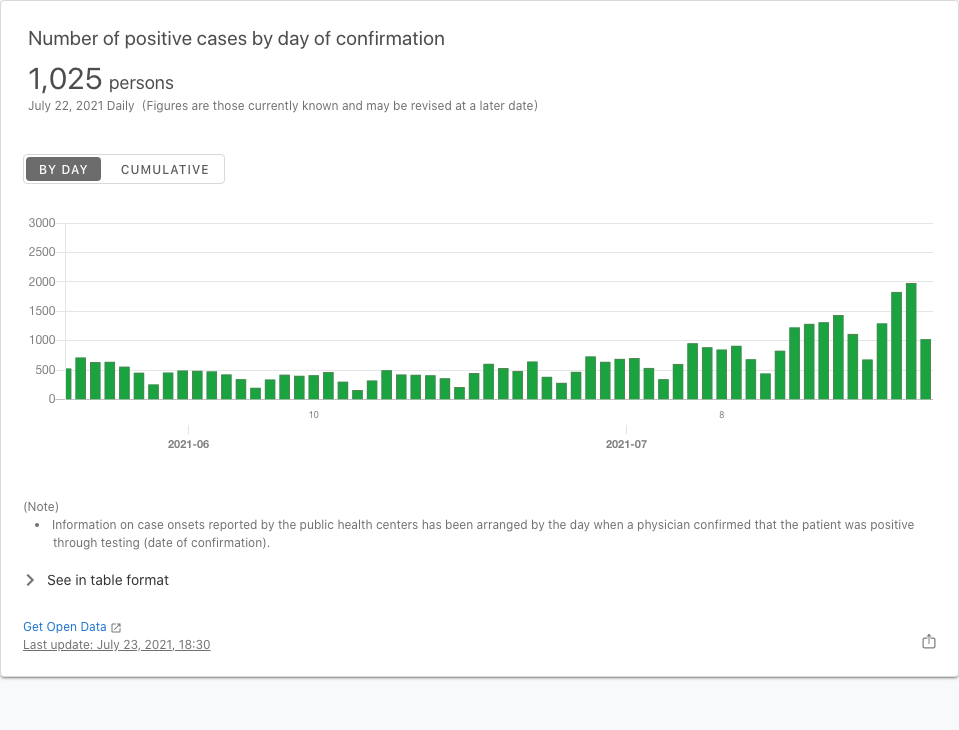 Number of positive cases by day of confirmation
1,025 persons
July 22, 2021 Daily (Figures are those currently known and may be revised at a later date)
BY DAY CUMULATIVE
3000
2500
2000
1500
1000
500
0
10 8
2021-06 2021-07
(Note)
• Information on case onsets reported by the public health centers has been arranged by the day when a physician confirmed that the patient was positive
through testing (date of confirmation).
See in table format
Get Open Data
Last update: July 23, 2021, 18:30